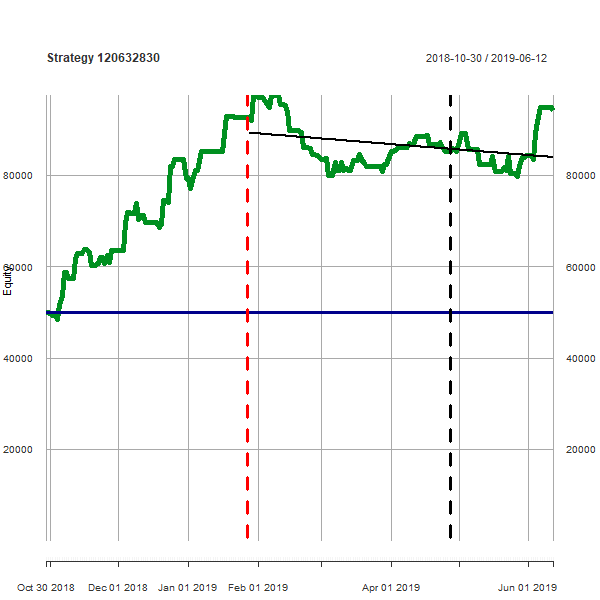 Strategy 120632830 2018-10-30 / 2019-06-12
80000 80000
60000 60000
Equity
40000 40000
20000 20000
Oct 30 2018 Dec 01 2018 Jan 01 2019 Feb 01 2019 Apr 01 2019 Jun 01 2019